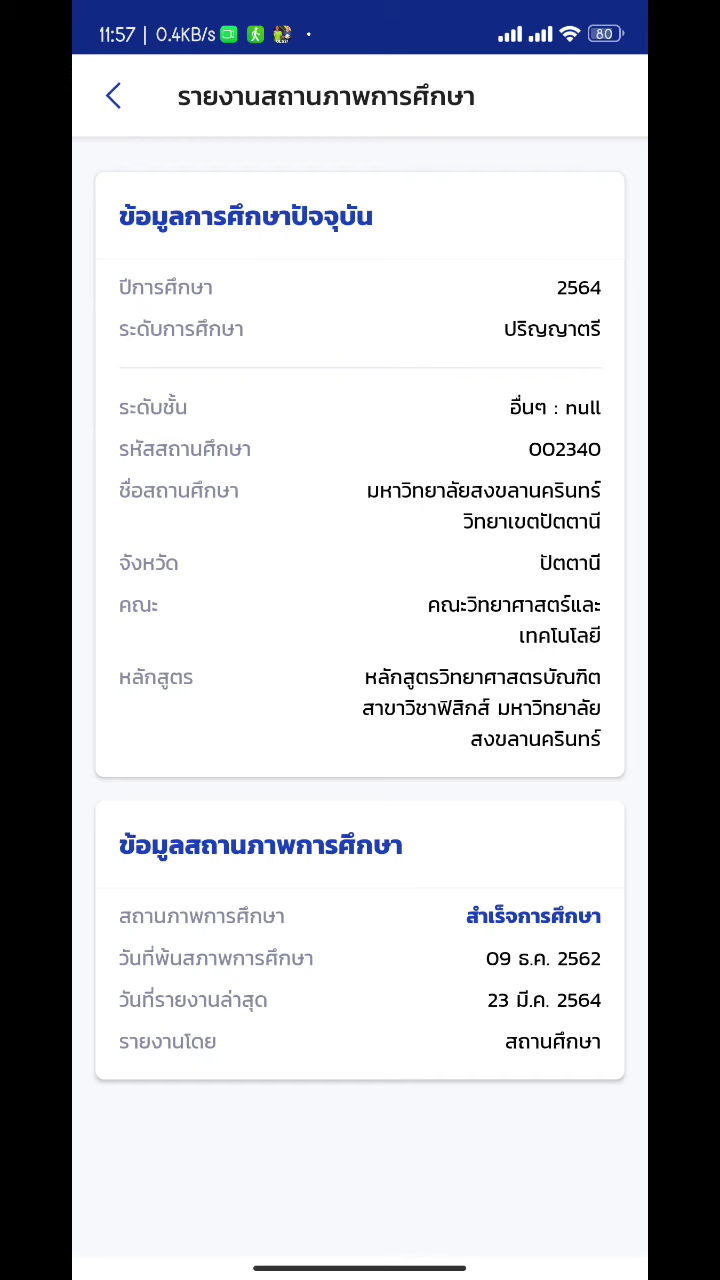 11:57 | 0.4KB/s
80
รายงานสถานภาพการศึกษา
ข้อมูลการศึกษาปัจจุบัน
ปีการศึกษา 2564
ระดับการศึกษา ปริญญาตรี
ระดับชั้น อื่นๆ : null
รหัสสถานศึกษา 002340
ชื่อสถานศึกษา มหาวิทยาลัยสงขลานครินทร์
วิทยาเขตปัตตานี
จังหวัด ปัตตานี
คณะ คณะวิทยาศาสตร์และ
เทคโนโลยี
หลักสูตร หลักสูตรวิทยาศาสตรบัณฑิต
สาขาวิชาฟิสิกส์ มหาวิทยาลัย
สงขลานครินทร์
ข้อมูลสถานภาพการศึกษา
สถานภาพการศึกษา สำเร็จการศึกษา
วันที่พ้นสภาพการศึกษา 09 ธ.ค. 2562
วันที่รายงานล่าสุด 23 มี.ค. 2564
รายงานโดย สถานศึกษา